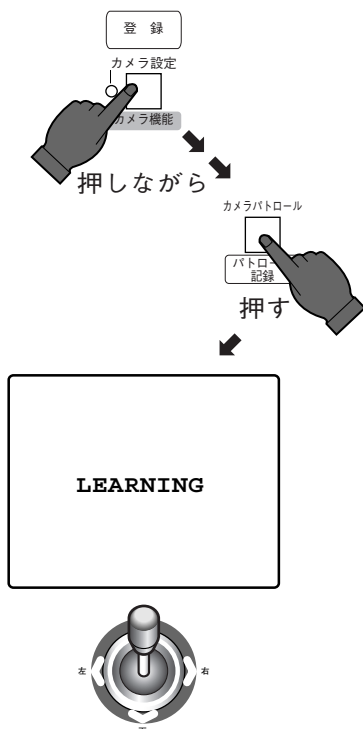 登 録
カメラ設定
カメラ機能
押しながら
カメラパトロール
パトロー
記録
押す
LEARNING
左
右